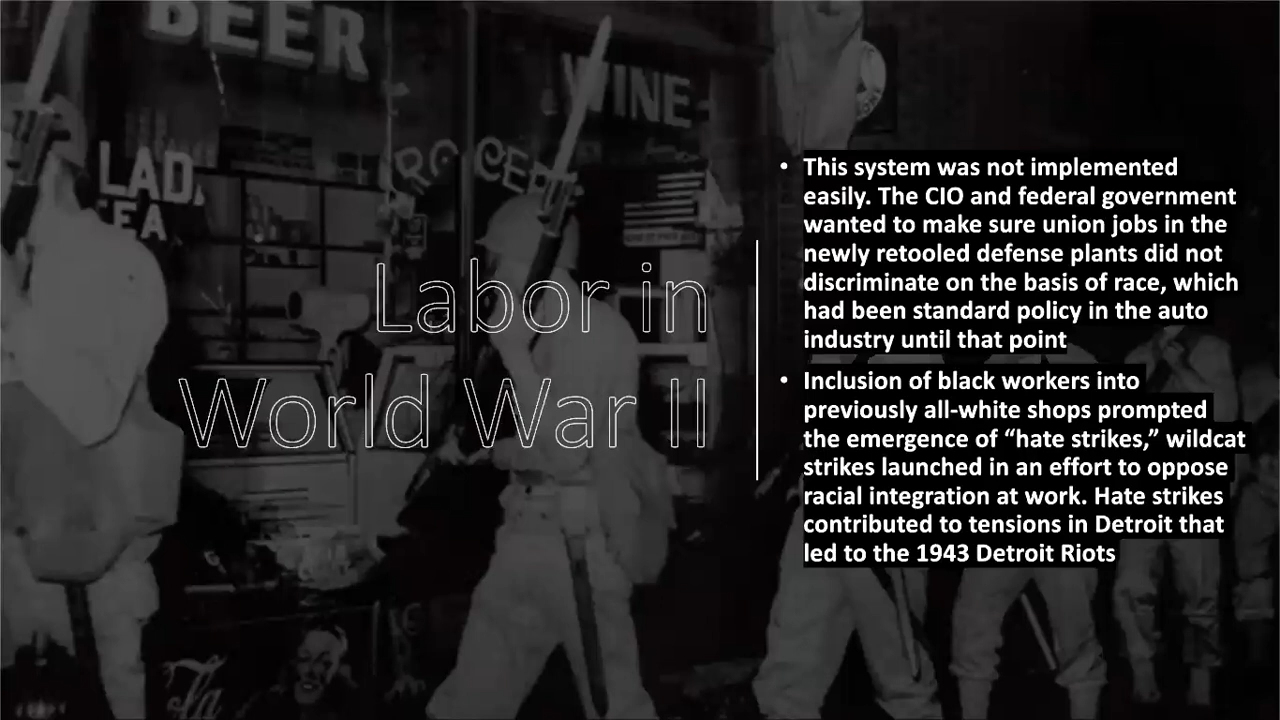 BEER
WINE
LAD,
EA
ROCER
Labor in
World War II
• This system was not implemented
easily. The CIO and federal government
wanted to make sure union jobs in the
newly retooled defense plants did not
discriminate on the basis of race, which
had been standard policy in the auto
industry until that point
• Inclusion of black workers into
previously all-white shops prompted
the emergence of “hate strikes,” wildcat
strikes launched in an effort to oppose
racial integration at work. Hate strikes
contributed to tensions in Detroit that
led to the 1943 Detroit Riots